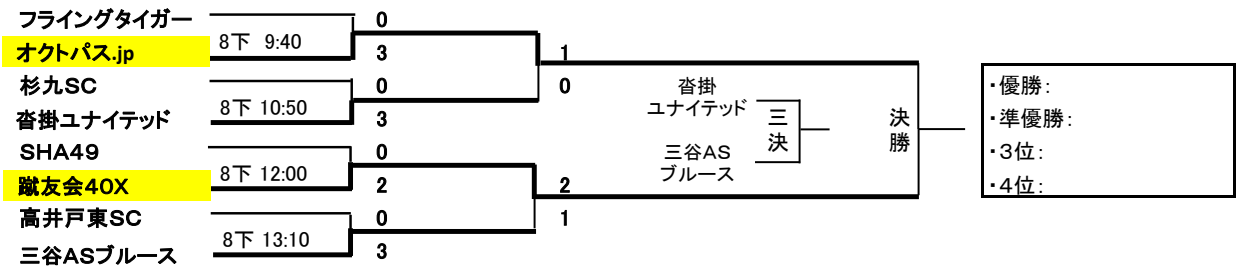 フライングタイガー
0
8下 9:40
オクトパス.jp
3
1
杉九SC
0
0
8下 10:50
沓掛ユナイテッド
3
SHA49
0
8下 12:00
蹴友会40X
2
2
高井戸東SC
0
1
8下 13:10
三谷ASブルース
3
沓掛
ユナイテッド
三決
三谷AS
ブルース
決勝
・優勝：
・準優勝：
・３位：
・４位：